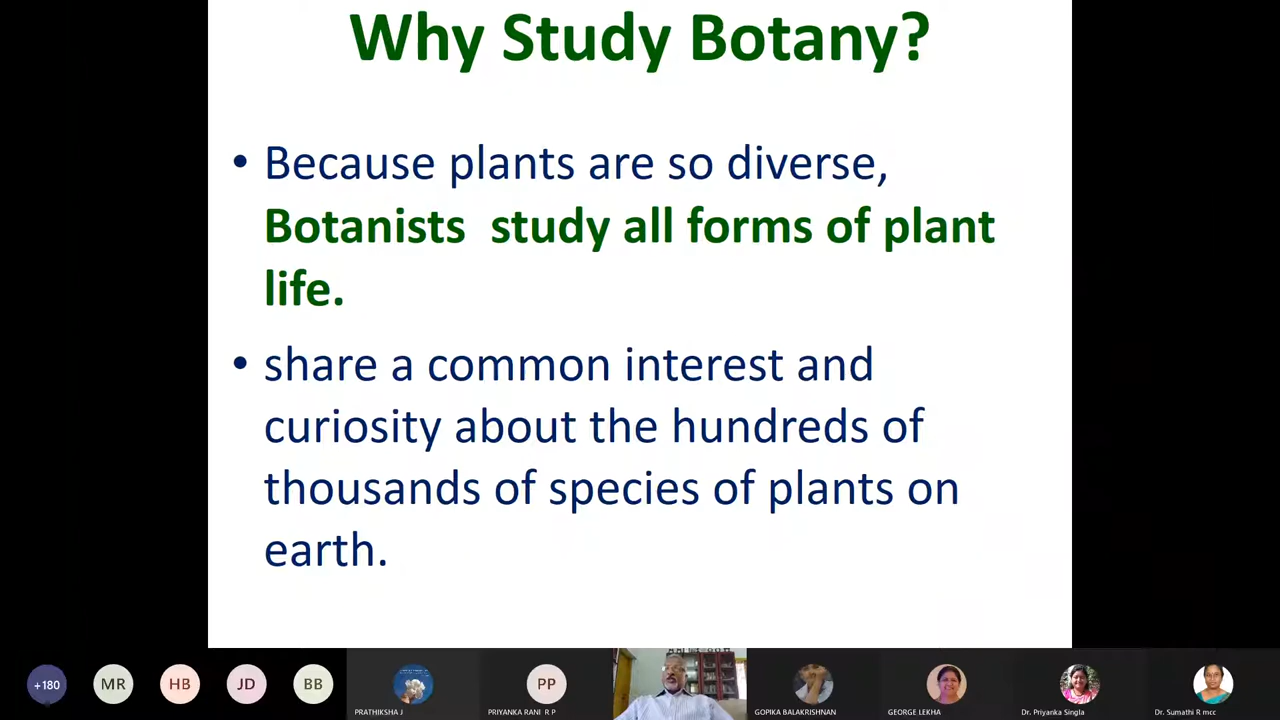 Why Study Botany?
• Because plants are so diverse,
Botanists study all forms of plant
life.
• share a common interest and
curiosity about the hundreds of
thousands of species of plants on
earth.
+180
MR
HB
JD
BB
PP
PRATHIKSHA J
PRIYANKA RANI R P
GOPIKA BALAKRISHNAN
GEORGE LEKHA
Dr. Priyanka Singla
Dr. Sumathi R mcc